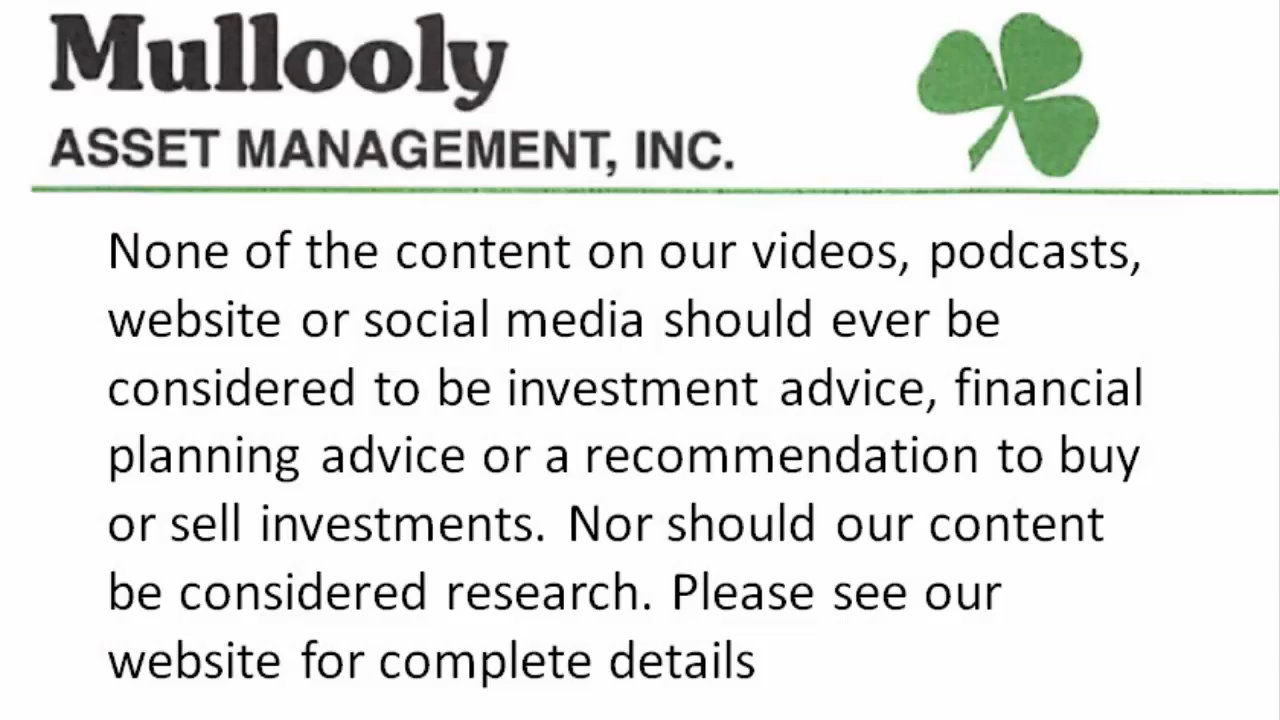 Mullooly
ASSET MANAGEMENT, INC.
None of the content on our videos, podcasts,
website or social media should ever be
considered to be investment advice, financial
planning advice or a recommendation to buy
or sell investments. Nor should our content
be considered research. Please see our
website for complete details